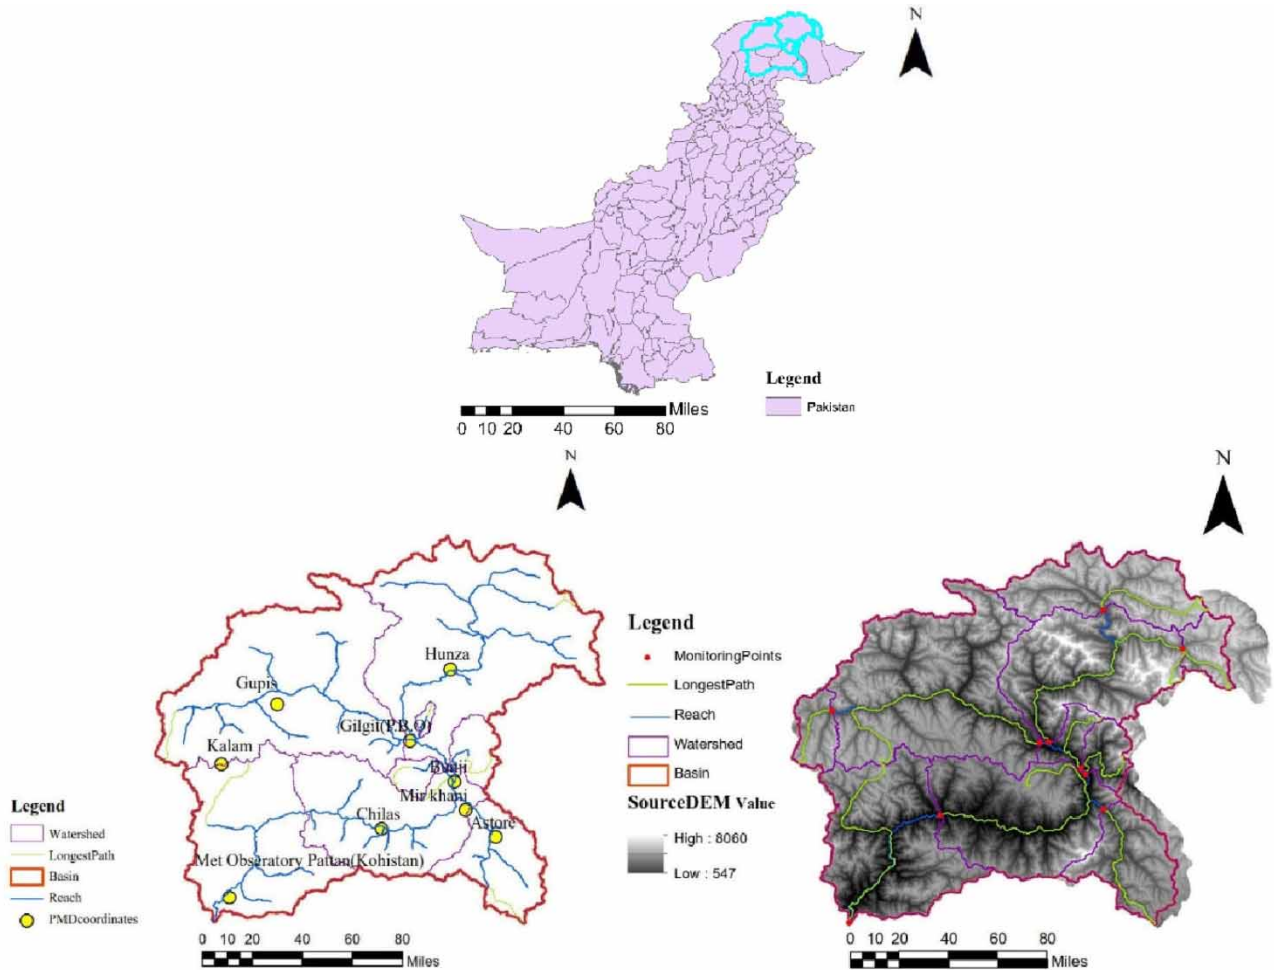 N
Legend
Pakistan
Miles
0 10 20 40 60 80
N
Hunza
Gupis
Gilgit(P.B.O)
Kalam
Bunji
Mir khani
Chilas
Astore
Met Obseratory Pattan(Kohistan)
Legend
Watershed
LongestPath
Basin
Reach
PMDcoordinates
0 10 20 40 60 80
Miles
Legend
MonitoringPoints
LongestPath
Reach
Watershed
Basin
SourceDEM Value
High : 8060
Low : 547
N
0 10 20 40 60 80
Miles